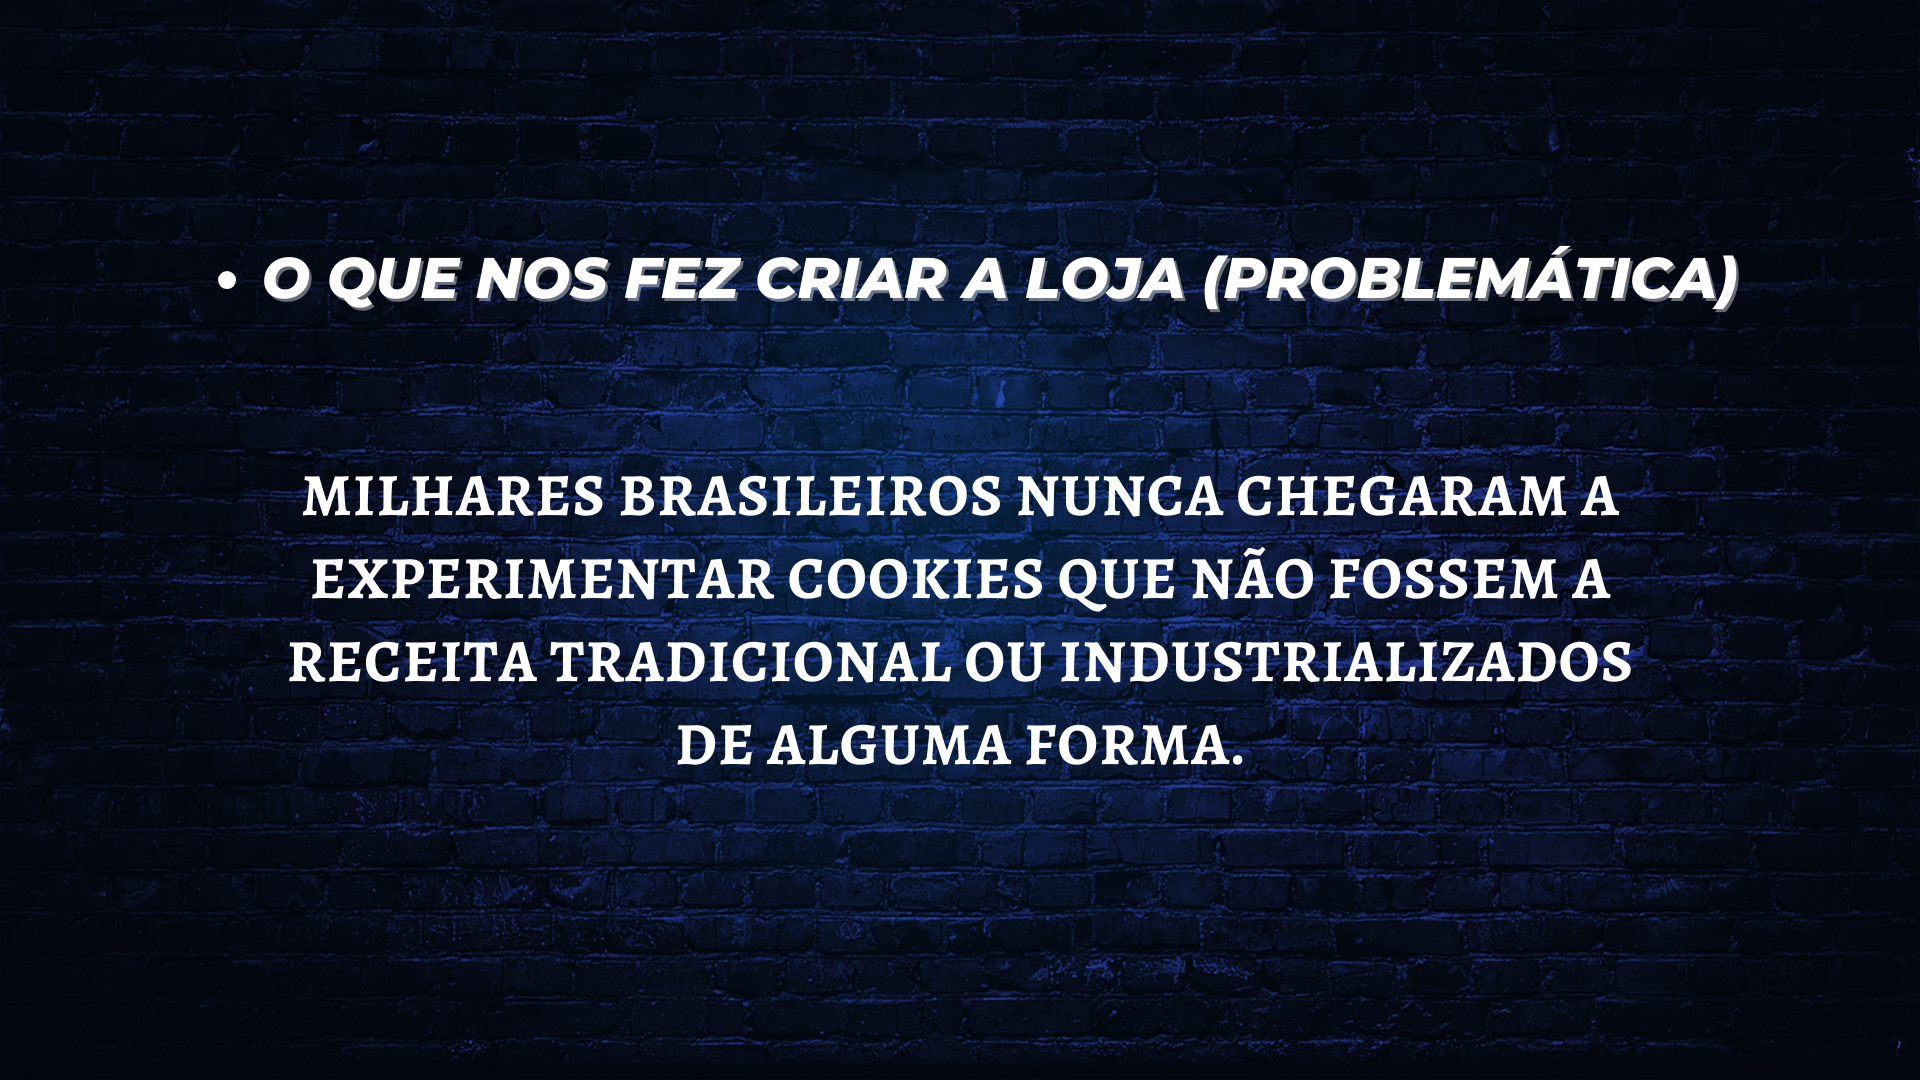 • O QUE NOS FEZ CRIAR A LOJA (PROBLEMÁTICA)
MILHARES BRASILEIROS NUNCA CHEGARAM A
EXPERIMENTAR COOKIES QUE NÃO FOSSEM A
RECEITA TRADICIONAL OU INDUSTRIALIZADOS
DE ALGUMA FORMA.